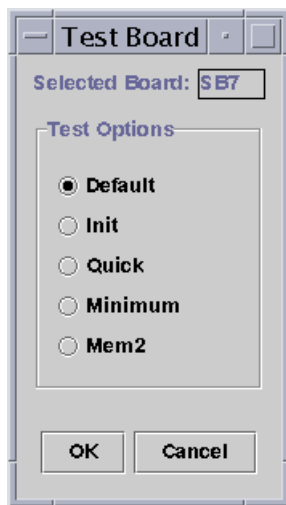 Test Board
Selected Board: SB7
Test Options
Default
Init
Quick
Minimum
Mem2
OK Cancel